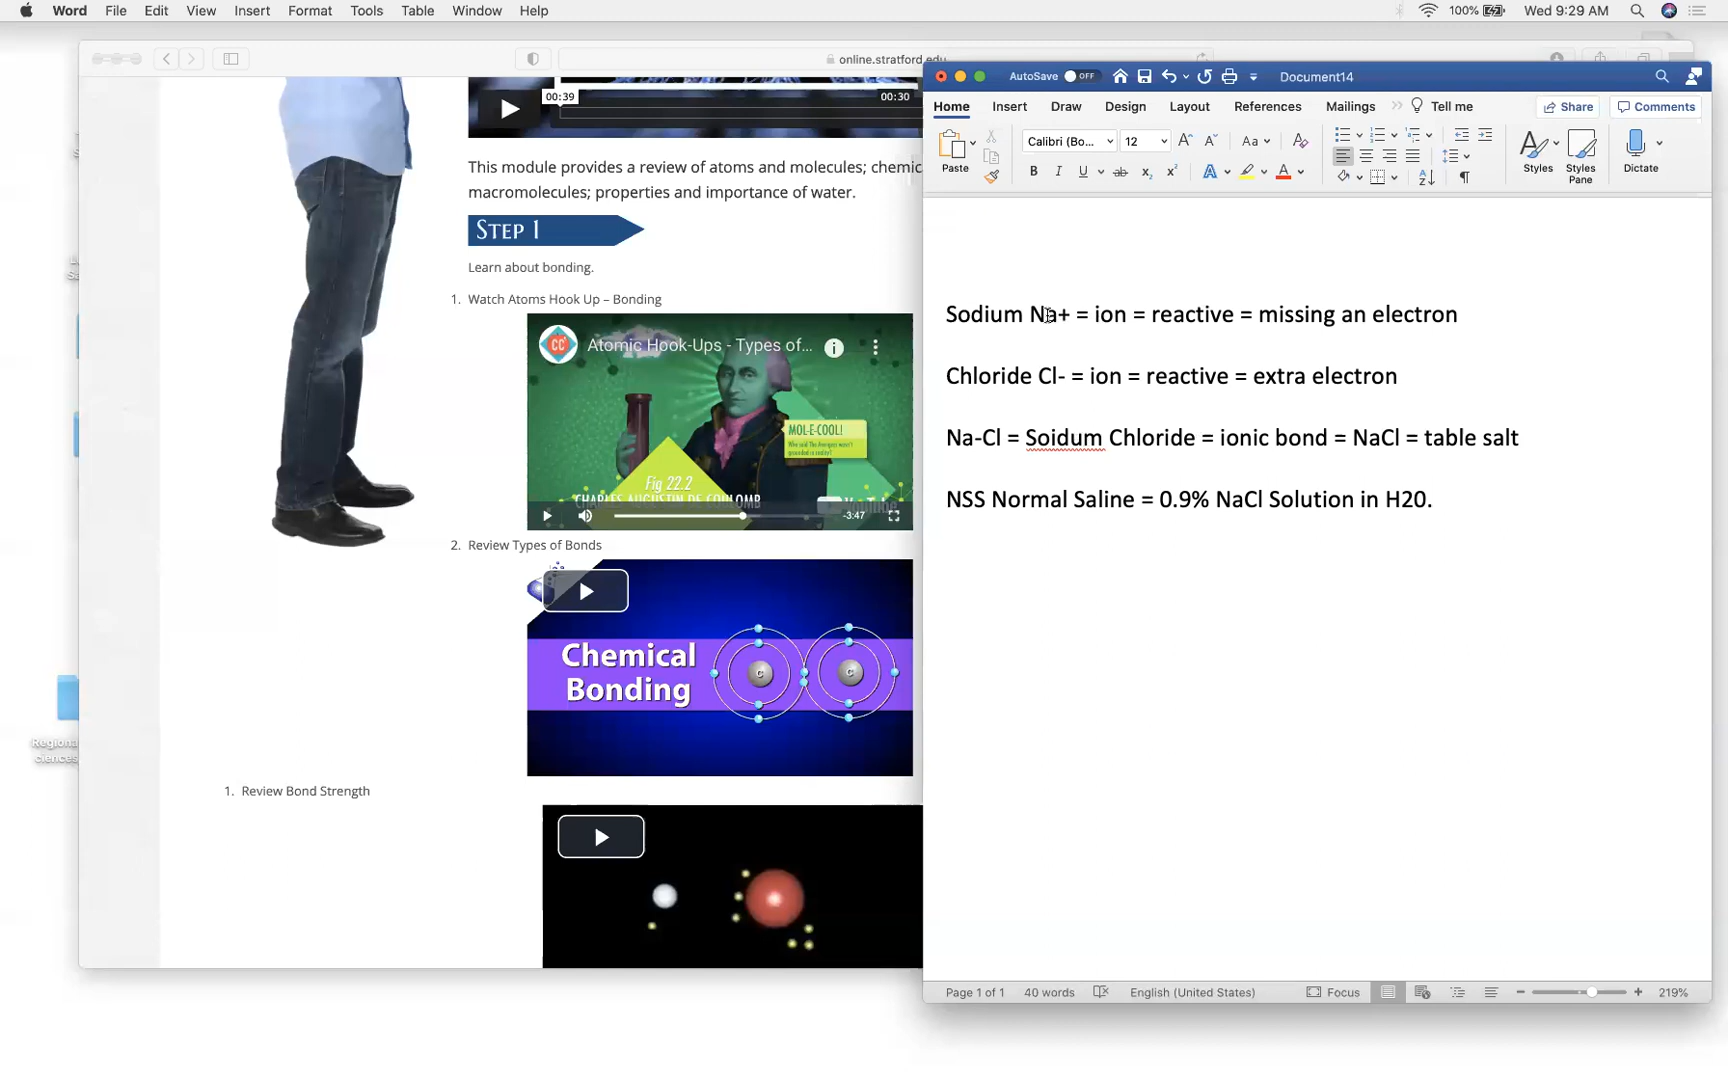 Word File Edit View Insert Format Tools Table Window Help 100% Wed 9:29 AM
online.stratford.edu
AutoSave OFF Document14
Home Insert Draw Design Layout References Mailings Tell me Share Comments
Calibri (Bo... 12
Paste Styles Styles Pane Dictate
00:39 00:30
This module provides a review of atoms and molecules; chemic
macromolecules; properties and importance of water.
STEP 1
Learn about bonding.
1. Watch Atoms Hook Up – Bonding
Atomic Hook-Ups - Types of...
MOL-E-COOL!
Fig 22.2
CHARLES AUGUSTIN DE COULOMB
YouTube
-3:47
2. Review Types of Bonds
Chemical
Bonding
C C
1. Review Bond Strength
Regiona
ciences
Sodium Na+ = ion = reactive = missing an electron
Chloride Cl- = ion = reactive = extra electron
Na-Cl = Soidum Chloride = ionic bond = NaCl = table salt
NSS Normal Saline = 0.9% NaCl Solution in H20.
Page 1 of 1 40 words English (United States) Focus 219%